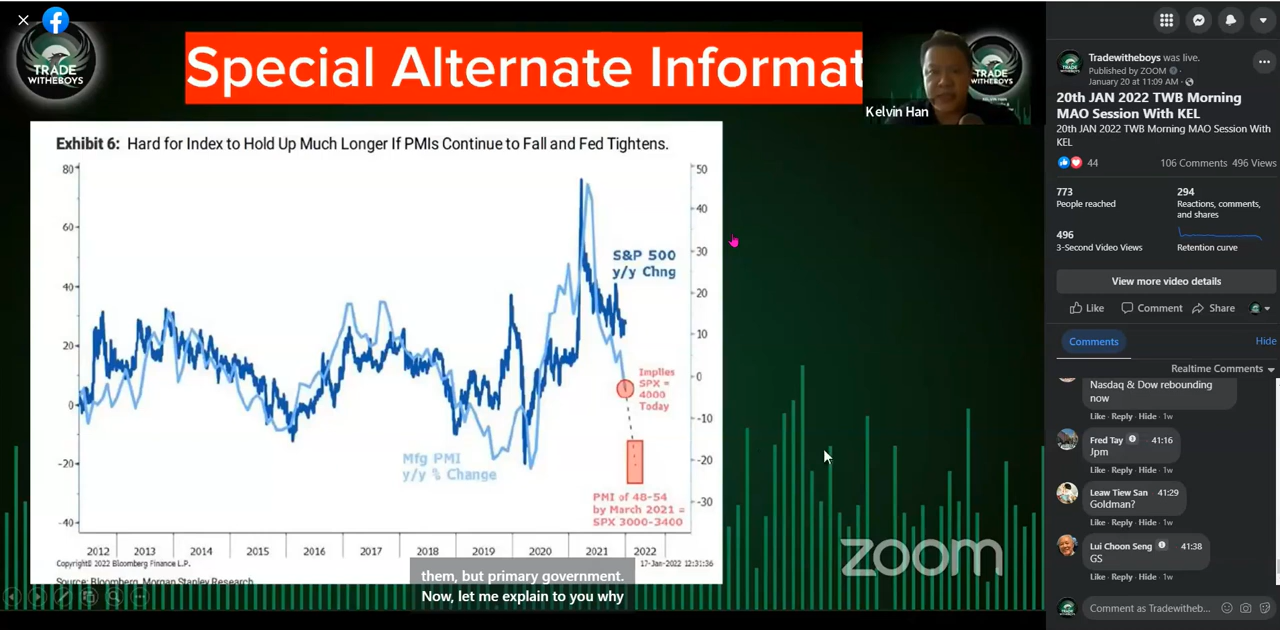 TRADE
WITHEBOYS
Special Alternate Informat
TRADE
WITHEBOYS
Kelvin Han
Exhibit 6: Hard for Index to Hold Up Much Longer If PMIs Continue to Fall and Fed Tightens.
80
60
40
20
0
-20
-40
50
40
30
20
10
0
-10
-20
-30
S&P 500
y/y Chng
Implies
SPX =
4000
Today
Mfg PMI
y/y % Change
PMI of 48-54
by March 2021 =
SPX 3000-3400
2012 2013 2014 2015 2016 2017 2018 2019 2020 2021 2022
Copyright© 2022 Bloomberg Finance L.P.
17-Jan-2022 12:31:36
Source: Bloomberg, Morgan Stanley Research
them, but primary government.
Now, let me explain to you why
zoom
Tradewitheboys was live.
Published by ZOOM
January 20 at 11:09 AM ·
20th JAN 2022 TWB Morning
MAO Session With KEL
20th JAN 2022 TWB Morning MAO Session With
KEL
44
106 Comments 496 Views
773
People reached
294
Reactions, comments,
and shares
496
3-Second Video Views
Retention curve
View more video details
Like Comment Share
Comments
Hide
Realtime Comments
Nasdaq & Dow rebounding
now
Like · Reply · Hide · 1w
Fred Tay 41:16
Jpm
Like · Reply · Hide · 1w
Leaw Tiew San 41:29
Goldman?
Like · Reply · Hide · 1w
Lui Choon Seng 41:38
GS
Like · Reply · Hide · 1w
Comment as Tradewitheb...